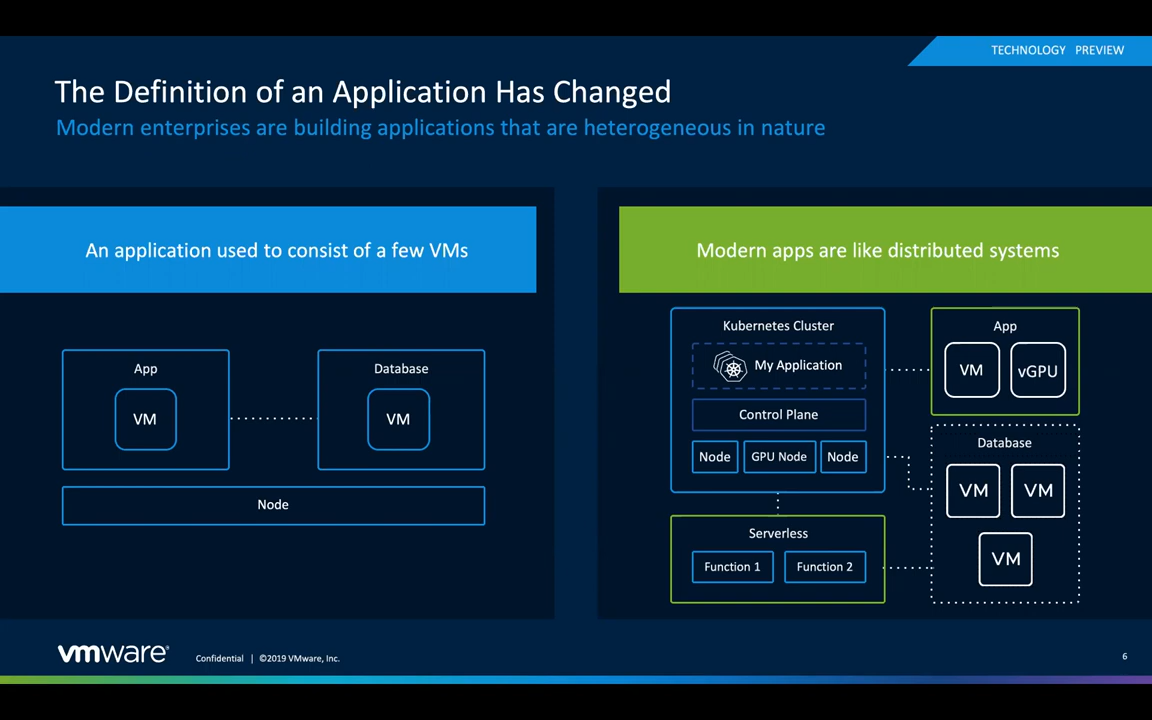 TECHNOLOGY PREVIEW
The Definition of an Application Has Changed
Modern enterprises are building applications that are heterogeneous in nature
An application used to consist of a few VMs
App
VM
Database
VM
Node
Modern apps are like distributed systems
Kubernetes Cluster
My Application
Control Plane
Node
GPU Node
Node
Serverless
Function 1
Function 2
App
VM
vGPU
Database
VM
VM
VM
vmware®
Confidential | ©2019 VMware, Inc.
6